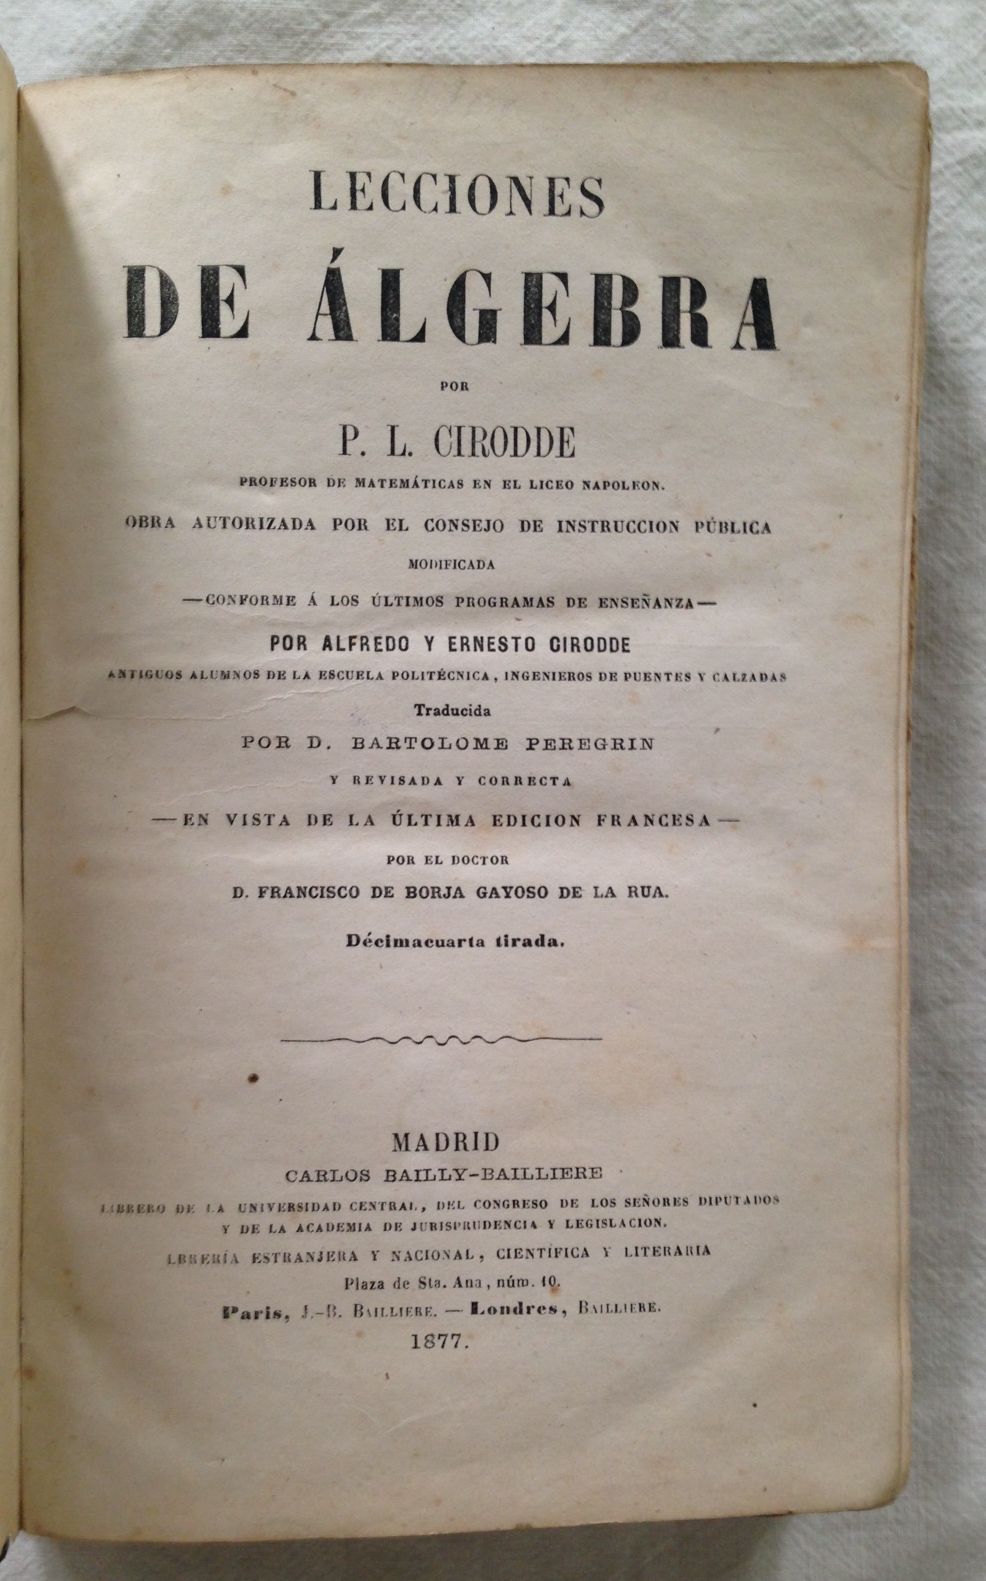 LECCIONES
DE ÁLGEBRA
POR
P. L. CIRODDE
PROFESOR DE MATEMÁTICAS EN EL LICEO NAPOLEON.
OBRA AUTORIZADA POR EL CONSEJO DE INSTRUCCION PÚBLICA
MODIFICADA
—CONFORME Á LOS ÚLTIMOS PROGRAMAS DE ENSEÑANZA—
POR ALFREDO Y ERNESTO CIRODDE
ANTIGUOS ALUMNOS DE LA ESCUELA POLITÉCNICA, INGENIEROS DE PUENTES Y CALZADAS
Traducida
POR D. BARTOLOME PEREGRIN
Y REVISADA Y CORRECTA
—EN VISTA DE LA ÚLTIMA EDICION FRANCESA—
POR EL DOCTOR
D. FRANCISCO DE BORJA GAYOSO DE LA RUA.
Décimacuarta tirada.
MADRID
CARLOS BAILLY-BAILLIERE
LIBRERO DE LA UNIVERSIDAD CENTRAL, DEL CONGRESO DE LOS SEÑORES DIPUTADOS
Y DE LA ACADEMIA DE JURISPRUDENCIA Y LEGISLACION.
LBRERÍA ESTRANJERA Y NACIONAL, CIENTÍFICA Y LITERARIA
Plaza de Sta. Ana, núm. 10.
Paris, J.-B. BAILLIERE. — Londres, BAILLIERE.
1877.